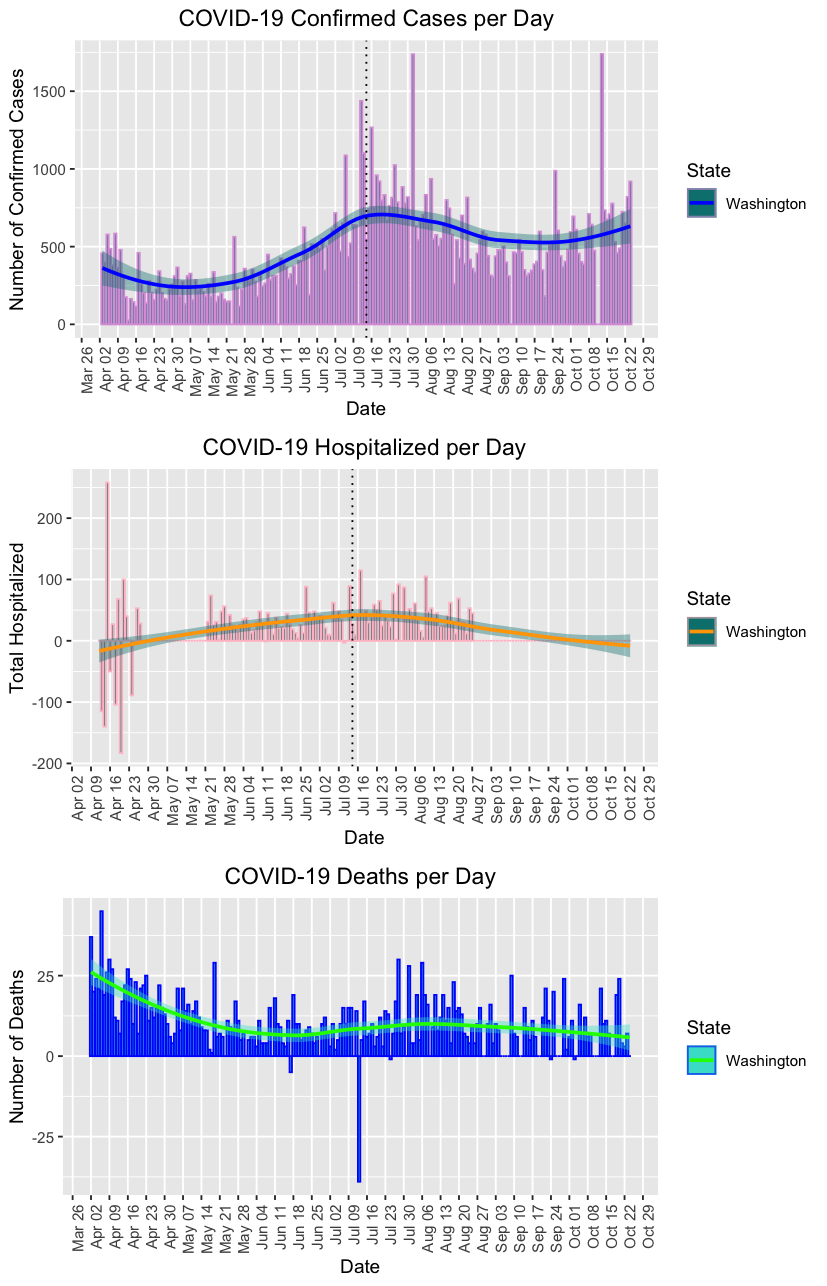 COVID-19 Confirmed Cases per Day
Number of Confirmed Cases
1500
1000
500
0
Mar 26
Apr 02
Apr 09
Apr 16
Apr 23
Apr 30
May 07
May 14
May 21
May 28
Jun 04
Jun 11
Jun 18
Jun 25
Jul 02
Jul 09
Jul 16
Jul 23
Jul 30
Aug 06
Aug 13
Aug 20
Aug 27
Sep 03
Sep 10
Sep 17
Sep 24
Oct 01
Oct 08
Oct 15
Oct 22
Oct 29
Date
State
Washington
COVID-19 Hospitalized per Day
Total Hospitalized
200
100
0
-100
-200
Apr 02
Apr 09
Apr 16
Apr 23
Apr 30
May 07
May 14
May 21
May 28
Jun 04
Jun 11
Jun 18
Jun 25
Jul 02
Jul 09
Jul 16
Jul 23
Jul 30
Aug 06
Aug 13
Aug 20
Aug 27
Sep 03
Sep 10
Sep 17
Sep 24
Oct 01
Oct 08
Oct 15
Oct 22
Oct 29
Date
State
Washington
COVID-19 Deaths per Day
Number of Deaths
25
0
-25
Mar 26
Apr 02
Apr 09
Apr 16
Apr 23
Apr 30
May 07
May 14
May 21
May 28
Jun 04
Jun 11
Jun 18
Jun 25
Jul 02
Jul 09
Jul 16
Jul 23
Jul 30
Aug 06
Aug 13
Aug 20
Aug 27
Sep 03
Sep 10
Sep 17
Sep 24
Oct 01
Oct 08
Oct 15
Oct 22
Oct 29
Date
State
Washington